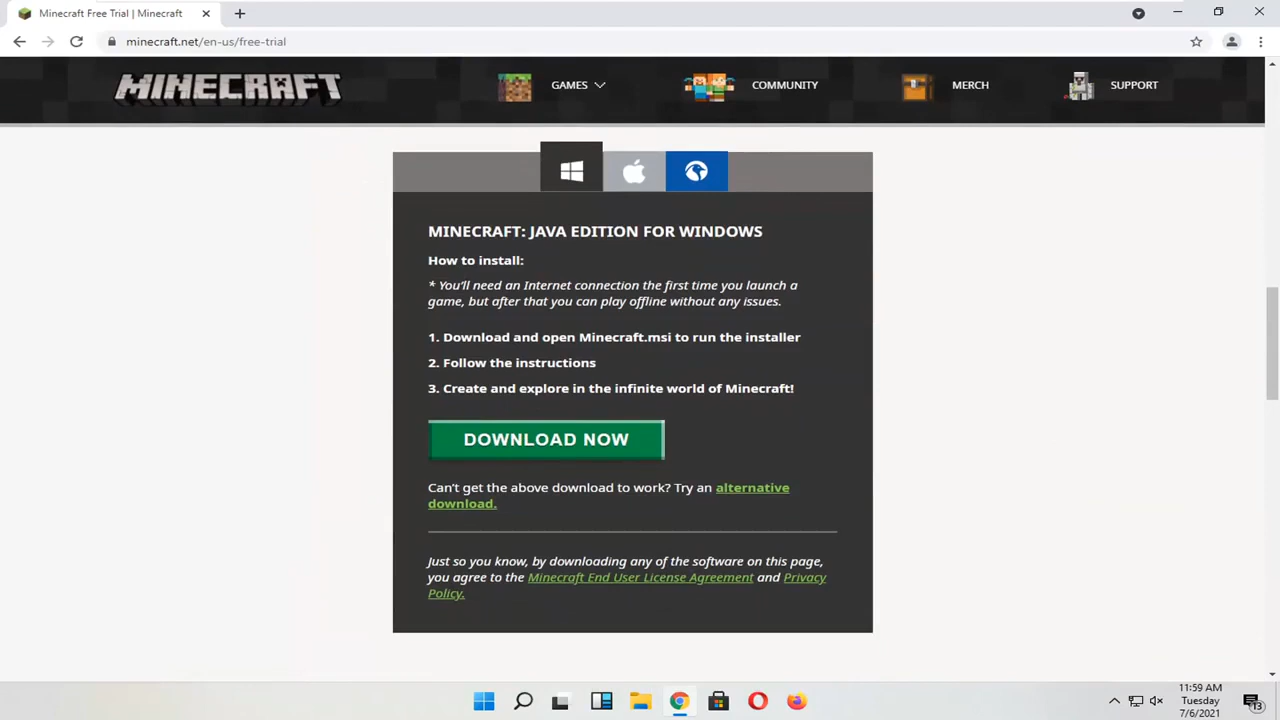 Minecraft Free Trial | Minecraft
minecraft.net/en-us/free-trial
MINECRAFT
GAMES
COMMUNITY
MERCH
SUPPORT
MINECRAFT: JAVA EDITION FOR WINDOWS
How to install:
* You'll need an Internet connection the first time you launch a
game, but after that you can play offline without any issues.
1. Download and open Minecraft.msi to run the installer
2. Follow the instructions
3. Create and explore in the infinite world of Minecraft!
DOWNLOAD NOW
Can't get the above download to work? Try an alternative
download.
Just so you know, by downloading any of the software on this page,
you agree to the Minecraft End User License Agreement and Privacy
Policy.
11:59 AM
Tuesday
7/6/2021
13